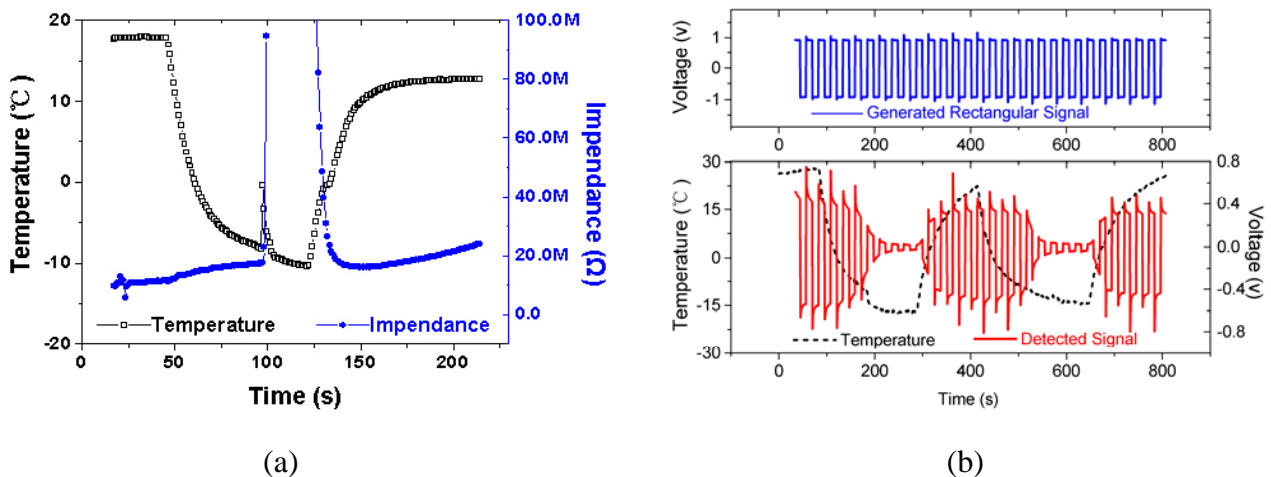 20
10
0
-10
-20
Temperature (℃)
0
50
100
150
200
Time (s)
100.0M
80.0M
60.0M
40.0M
20.0M
0.0
Impendance (Ω)
Temperature
Impendance
(a)
1
0
-1
Voltage (v)
Generated Rectangular Signal
0
200
400
600
800
30
15
0
-15
-30
Temperature (℃)
0.8
0.4
0.0
-0.4
-0.8
Voltage (v)
Temperature
Detected Signal
0
200
400
600
800
Time (s)
(b)